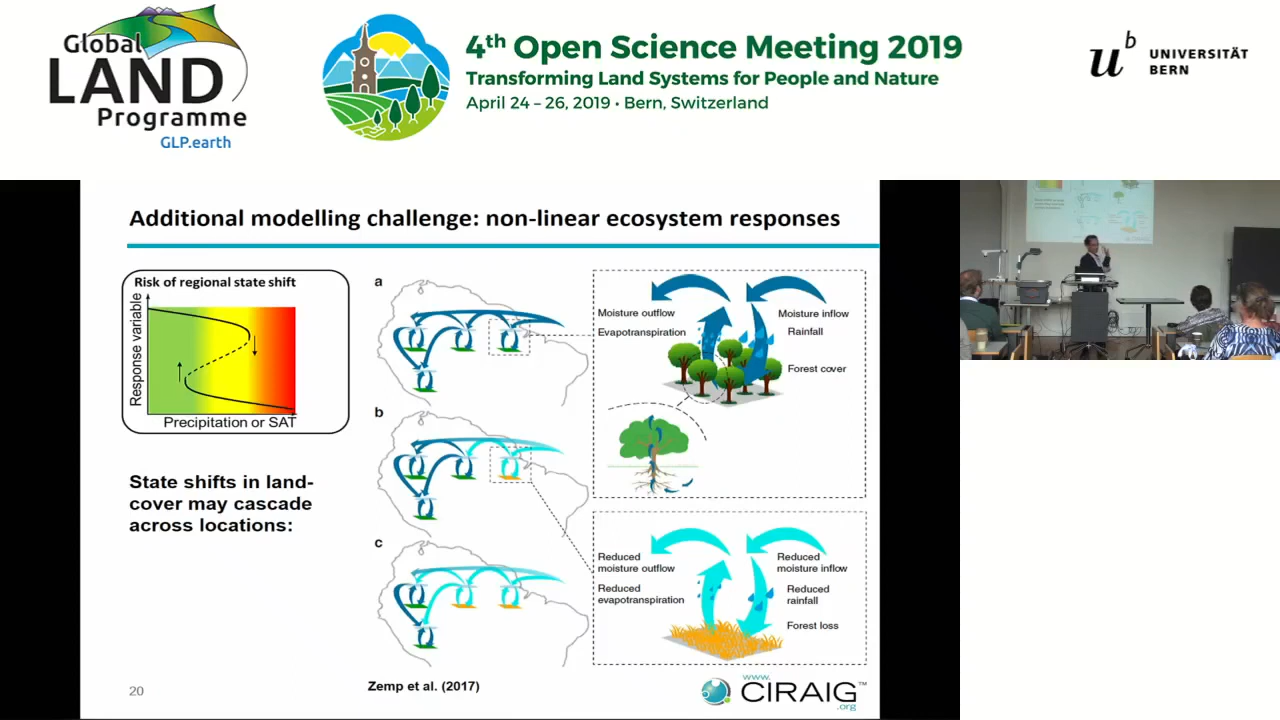 Global
LAND
Programme
GLP.earth
4th Open Science Meeting 2019
Transforming Land Systems for People and Nature
April 24 – 26, 2019 • Bern, Switzerland
u b UNIVERSITÄT
BERN
Additional modelling challenge: non-linear ecosystem responses
Risk of regional state shift
Response variable
Precipitation or SAT
State shifts in land-
cover may cascade
across locations:
a
b
c
Moisture outflow
Evapotranspiration
Moisture inflow
Rainfall
Forest cover
Reduced
moisture outflow
Reduced
evapotranspiration
Reduced
moisture inflow
Reduced
rainfall
Forest loss
Zemp et al. (2017)
20
www.
CIRAIG™
.org